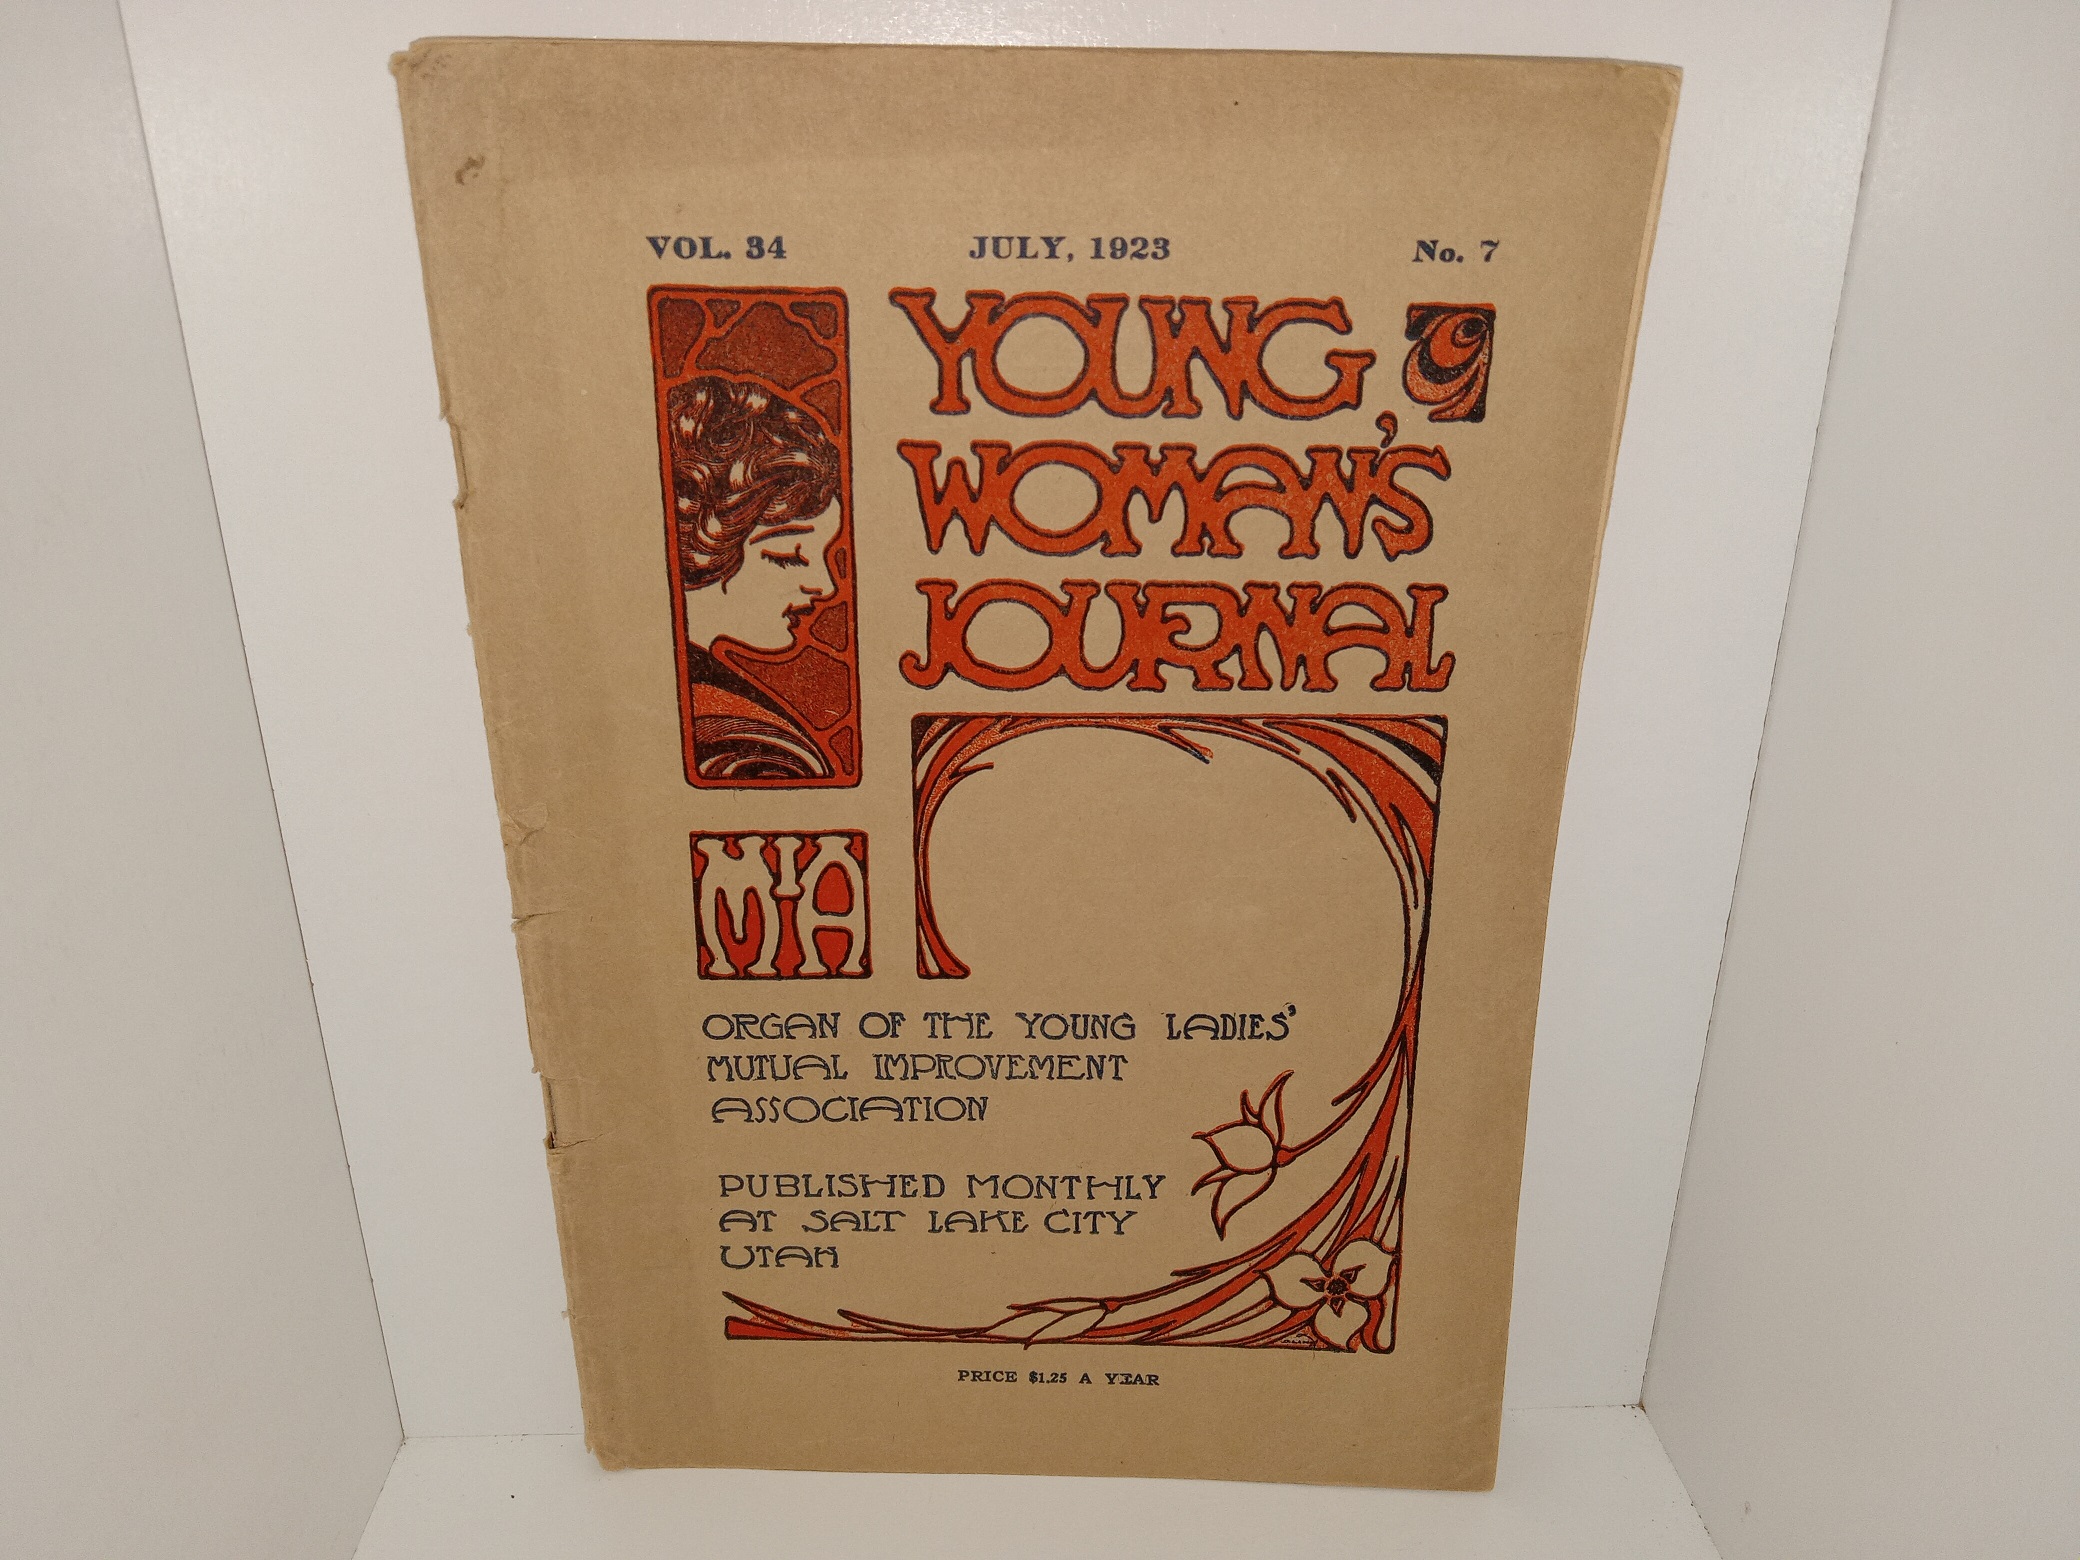 VOL. 34 JULY, 1923 No. 7
YOUNG
WOMAN'S
JOURNAL
MIA
ORGAN OF THE YOUNG LADIES'
MUTUAL IMPROVEMENT
ASSOCIATION
PUBLISHED MONTHLY
AT SALT LAKE CITY
UTAH
PRICE $1.25 A YEAR